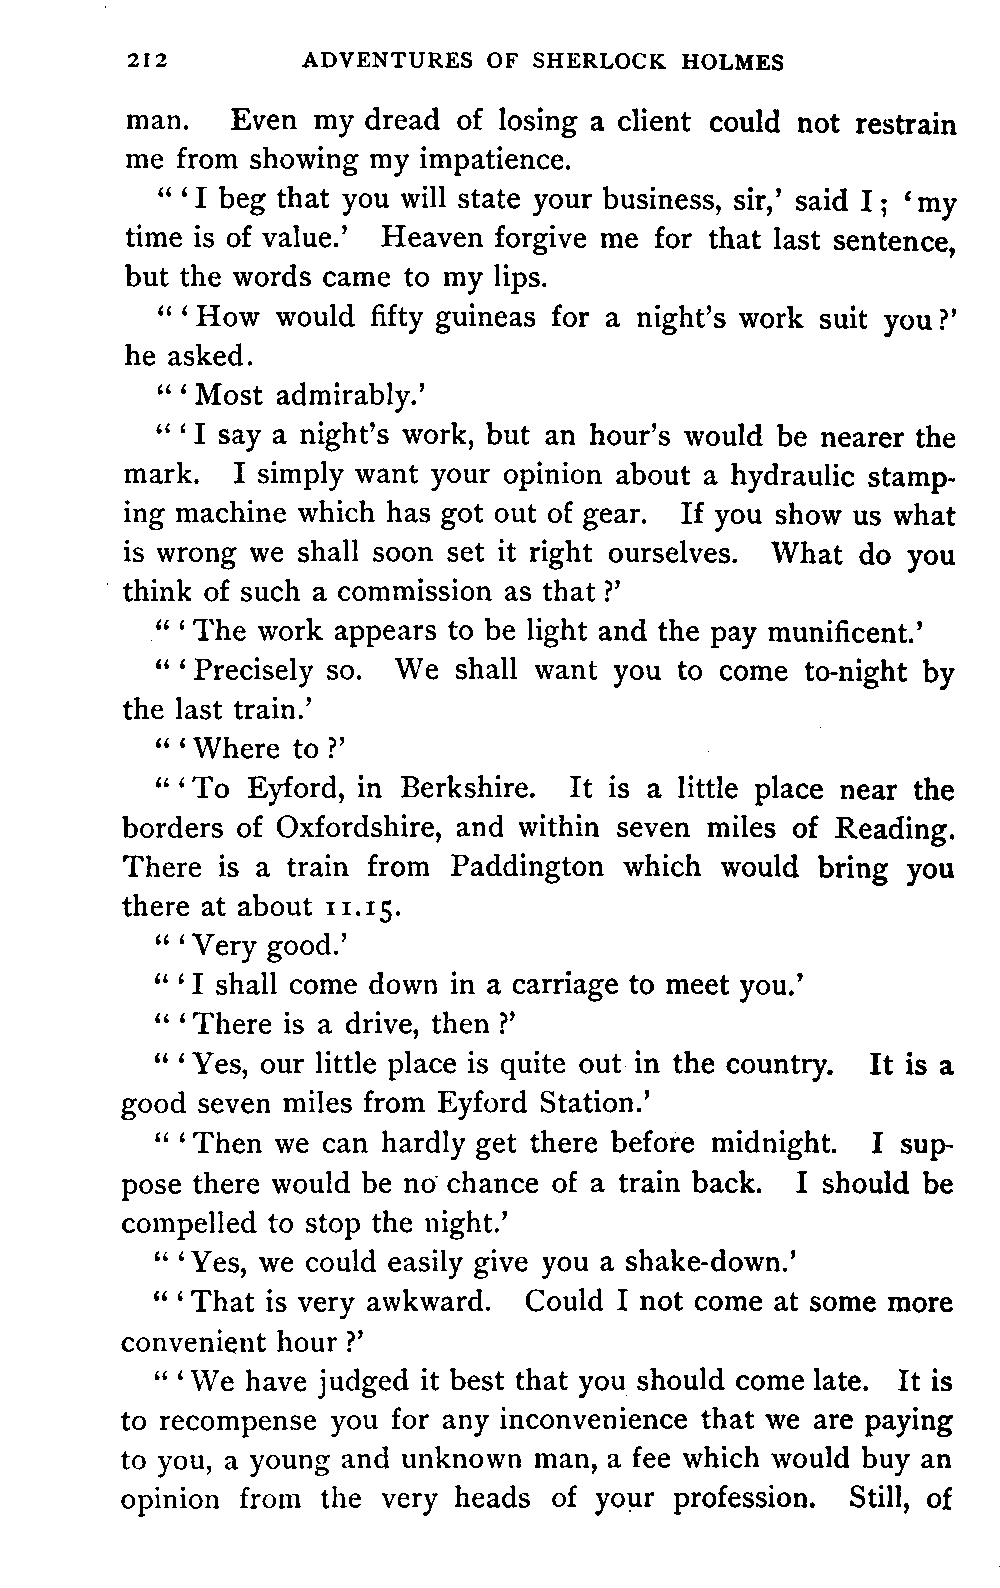 212 ADVENTURES OF SHERLOCK HOLMES
man. Even my dread of losing a client could not restrain
me from showing my impatience.
“ ‘ I beg that you will state your business, sir,’ said I ; ‘ my
time is of value.’ Heaven forgive me for that last sentence,
but the words came to my lips.
“ ‘ How would fifty guineas for a night’s work suit you ?’
he asked.
“ ‘ Most admirably.’
“ ‘ I say a night’s work, but an hour’s would be nearer the
mark. I simply want your opinion about a hydraulic stamp-
ing machine which has got out of gear. If you show us what
is wrong we shall soon set it right ourselves. What do you
think of such a commission as that ?’
“ ‘ The work appears to be light and the pay munificent.’
“ ‘ Precisely so. We shall want you to come to-night by
the last train.’
“ ‘ Where to ?’
“ ‘ To Eyford, in Berkshire. It is a little place near the
borders of Oxfordshire, and within seven miles of Reading.
There is a train from Paddington which would bring you
there at about 11.15.
“ ‘ Very good.’
“ ‘ I shall come down in a carriage to meet you.’
“ ‘ There is a drive, then ?’
“ ‘ Yes, our little place is quite out in the country. It is a
good seven miles from Eyford Station.’
“ ‘ Then we can hardly get there before midnight. I sup-
pose there would be no chance of a train back. I should be
compelled to stop the night.’
“ ‘ Yes, we could easily give you a shake-down.’
“ ‘ That is very awkward. Could I not come at some more
convenient hour ?’
“ ‘ We have judged it best that you should come late. It is
to recompense you for any inconvenience that we are paying
to you, a young and unknown man, a fee which would buy an
opinion from the very heads of your profession. Still, of